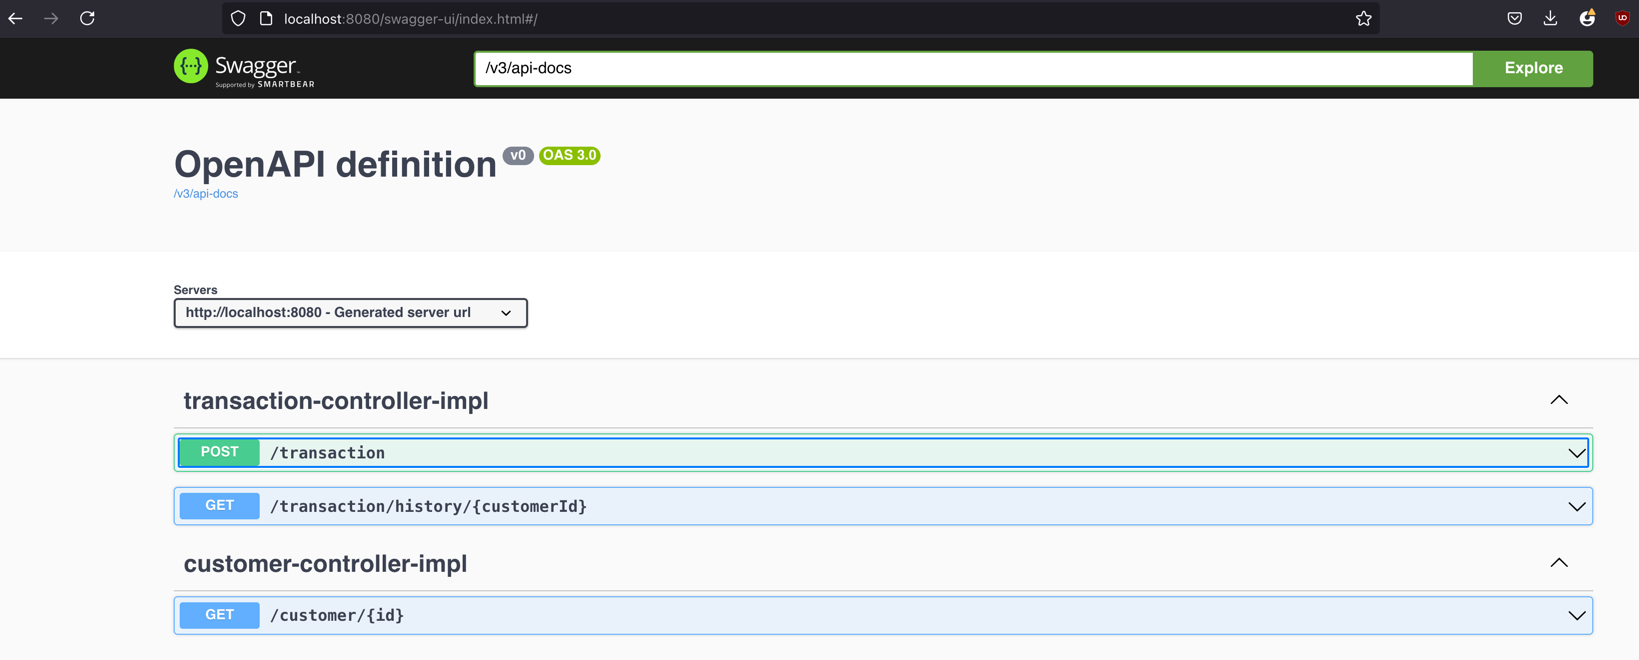 localhost:8080/swagger-ui/index.html#/
{···} Swagger™
Supported by SMARTBEAR
/v3/api-docs
Explore
OpenAPI definition v0 OAS 3.0
/v3/api-docs
Servers
http://localhost:8080 - Generated server url
transaction-controller-impl
POST /transaction
GET /transaction/history/{customerId}
customer-controller-impl
GET /customer/{id}